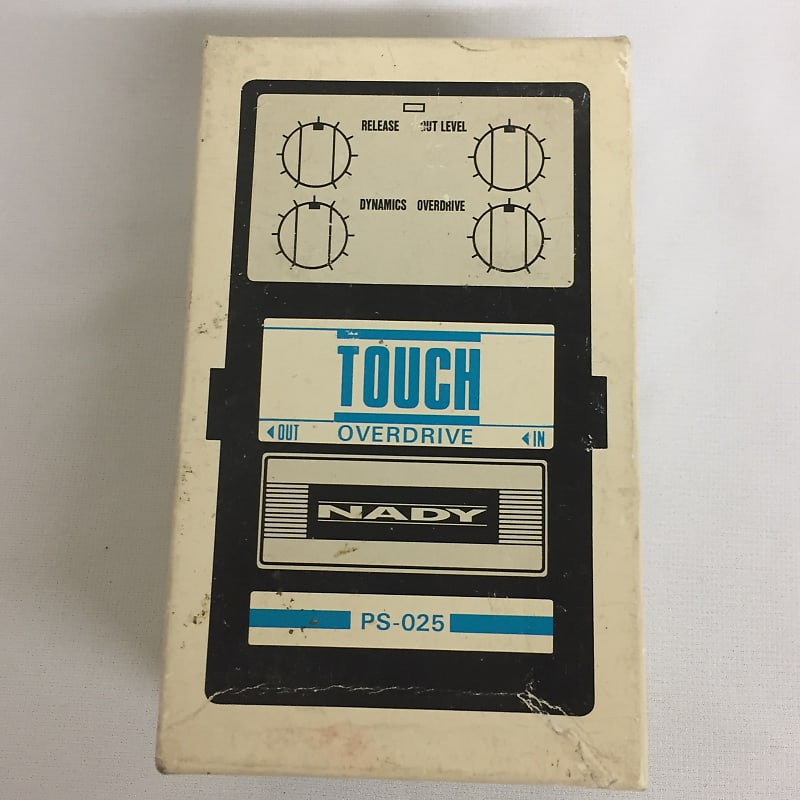 RELEASE OUT LEVEL
DYNAMICS OVERDRIVE
TOUCH
OUT OVERDRIVE IN
NADY
PS-025